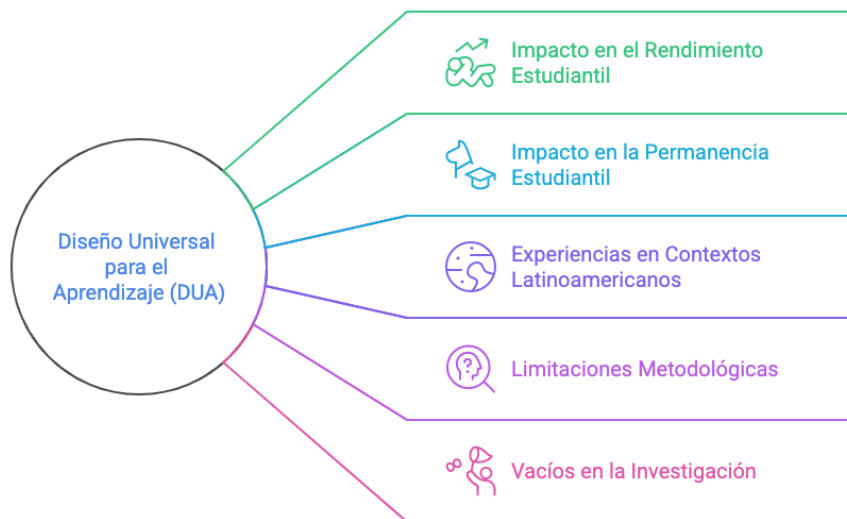 Diseño Universal
para el
Aprendizaje (DUA)
Impacto en el Rendimiento
Estudiantil
Impacto en la Permanencia
Estudiantil
Experiencias en Contextos
Latinoamericanos
Limitaciones Metodológicas
Vacíos en la Investigación